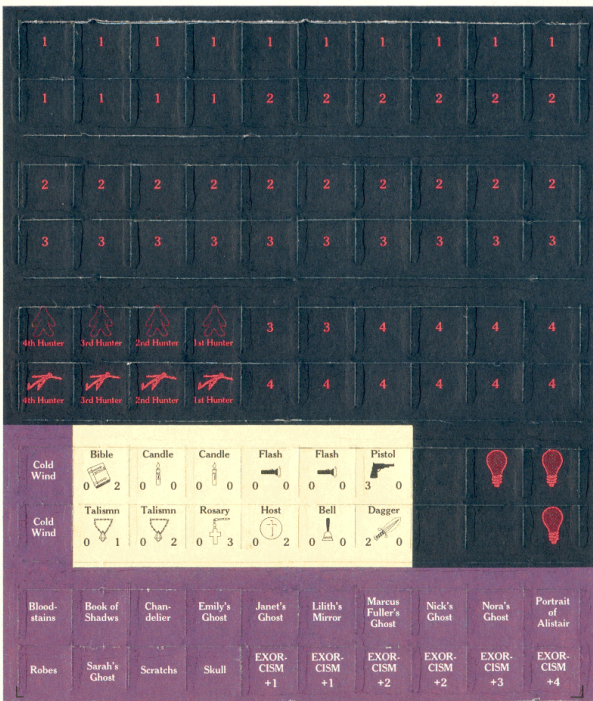 1 1 1 1 1 1 1 1 1 1
1 1 1 1 2 2 2 2 2 2
2 2 2 2 2 2 2 2 2 2
3 3 3 3 3 3 3 3 3 3
4th Hunter 3rd Hunter 2nd Hunter 1st Hunter 3 3 4 4 4 4
4th Hunter 3rd Hunter 2nd Hunter 1st Hunter 4 4 4 4 4 4
Cold
Wind
Bible
0 2
Candle
0 0
Candle
0 0
Flash
0 0
Flash
0 0
Pistol
3 0
Cold
Wind
Talismn
0 1
Talismn
0 2
Rosary
0 3
Host
0 2
Bell
0 0
Dagger
2 0
Blood-
stains
Book of
Shadws
Chan-
delier
Emily's
Ghost
Janet's
Ghost
Lilith's
Mirror
Marcus
Fuller's
Ghost
Nick's
Ghost
Nora's
Ghost
Portrait
of
Alistair
Robes
Sarah's
Ghost
Scratchs
Skull
EXOR-
CISM
+1
EXOR-
CISM
+1
EXOR-
CISM
+2
EXOR-
CISM
+2
EXOR-
CISM
+3
EXOR-
CISM
+4